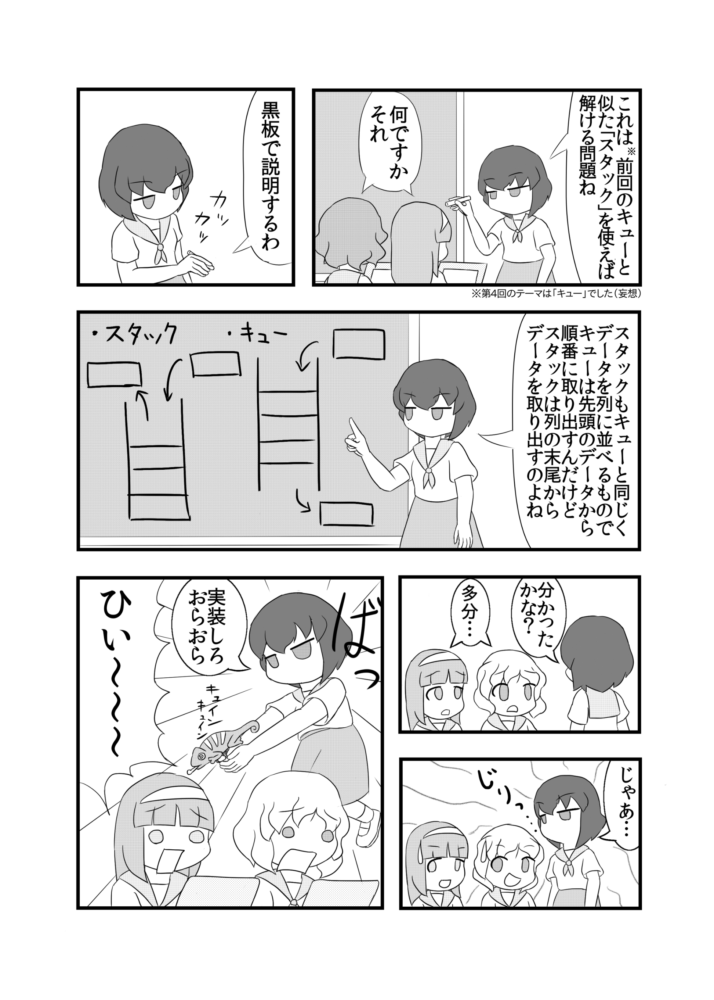 これは※前回のキューと
似た「スタック」を使えば
解ける問題ね
何ですか
それ
※第4回のテーマは「キュー」でした（妄想）
黒板で説明するわ
カッ
カッ
スタックもキューと同じく
データを列に並べるもので
キューは先頭のデータから
順番に取り出すんだけど
スタックは列の末尾から
データを取り出すのよね
・キュー
・スタック
分かった
かな？
多分…
じゃあ…
じりっ…
ばっ
実装しろ
おらおら
キュイン
キュイン
ひぃ～～～